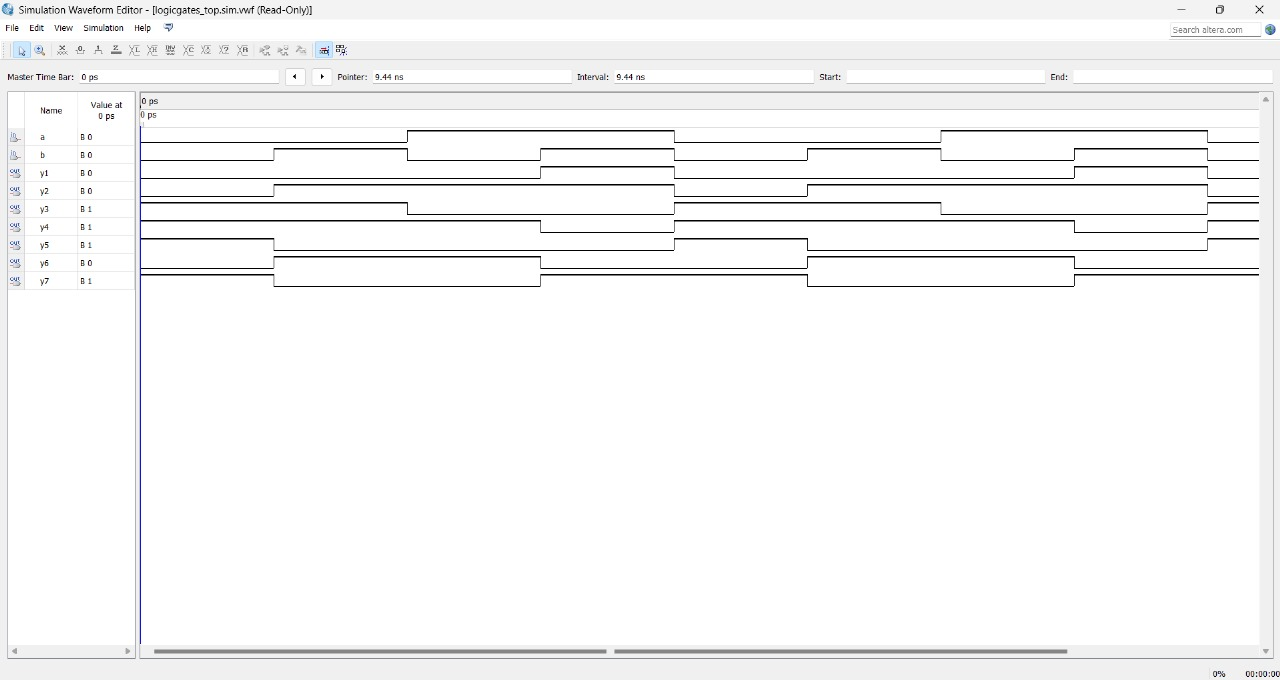 Simulation Waveform Editor - [logicgates_top.sim.vwf (Read-Only)]
File Edit View Simulation Help
Search altera.com
Master Time Bar: 0 ps Pointer: 9.44 ns Interval: 9.44 ns Start: End:
Name Value at 0 ps
0 ps
0 ps
a B 0
b B 0
y1 B 0
y2 B 0
y3 B 1
y4 B 1
y5 B 1
y6 B 0
y7 B 1
0% 00:00:00